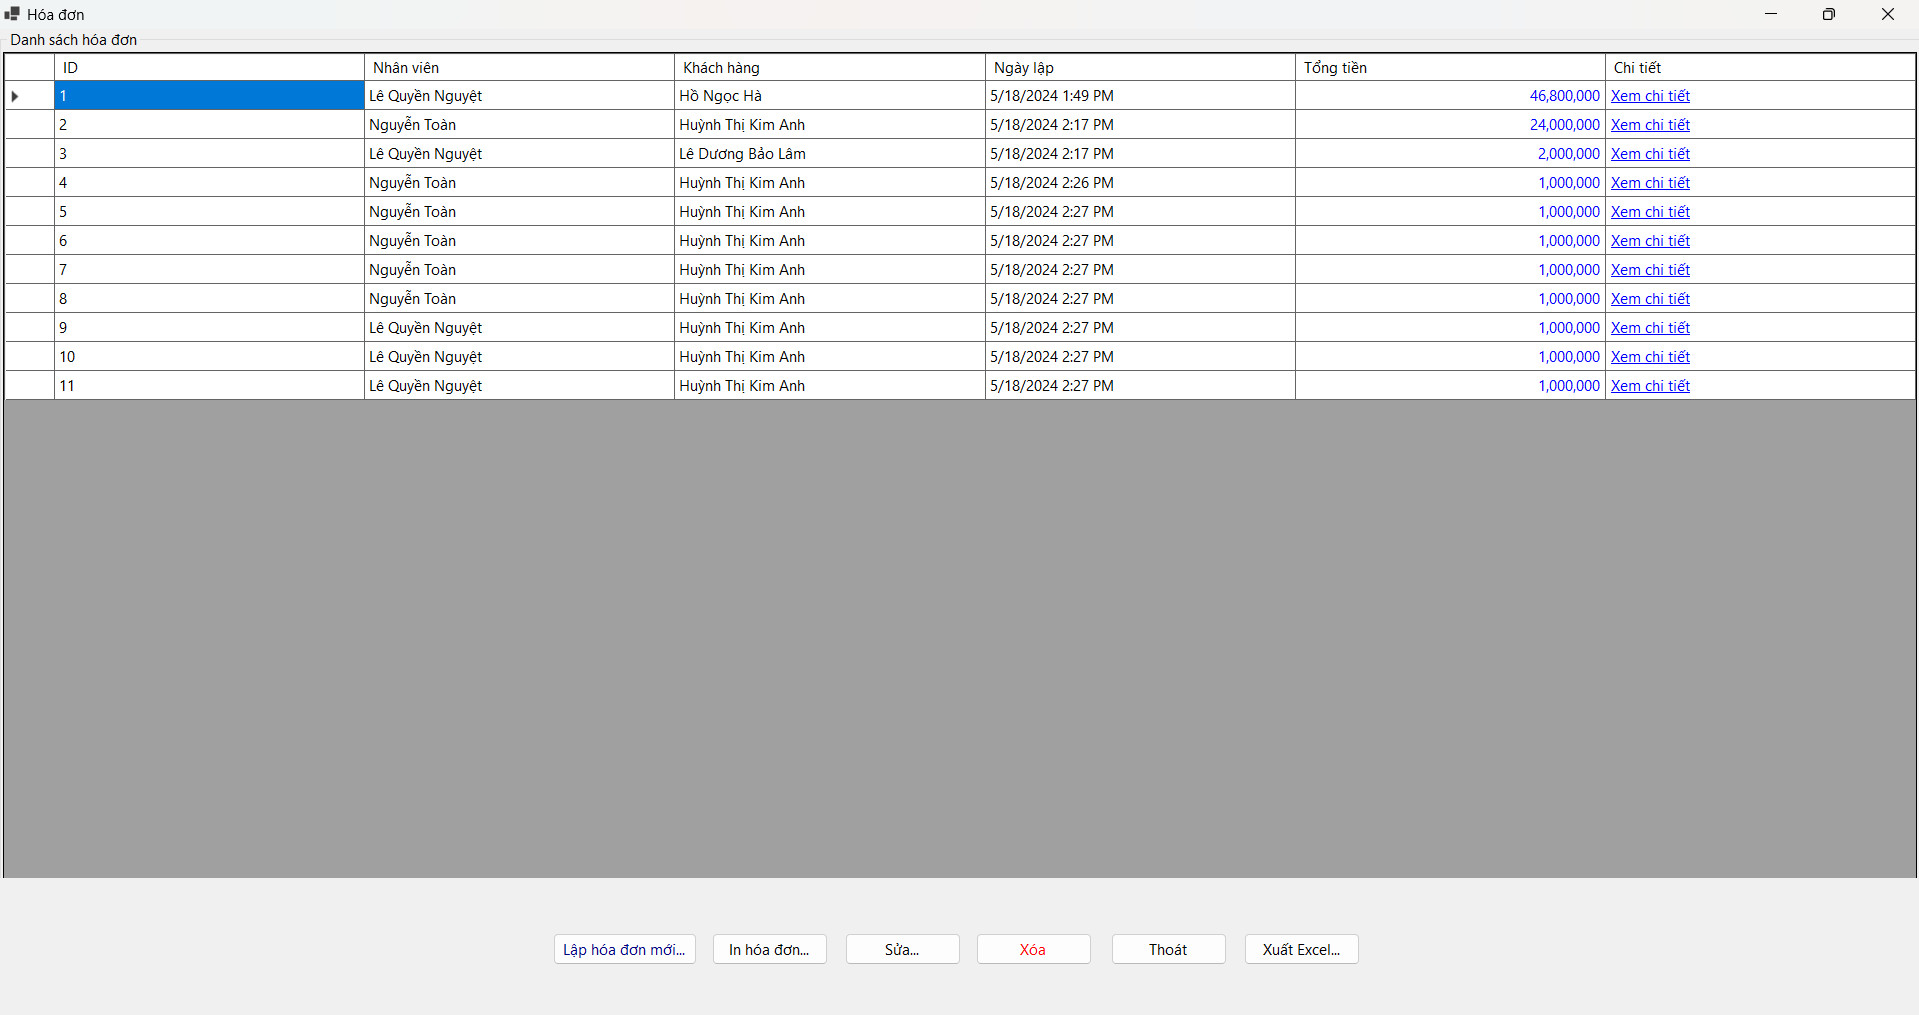 Hóa đơn
Danh sách hóa đơn
ID Nhân viên Khách hàng Ngày lập Tổng tiền Chi tiết
1 Lê Quyền Nguyệt Hồ Ngọc Hà 5/18/2024 1:49 PM 46,800,000 Xem chi tiết
2 Nguyễn Toàn Huỳnh Thị Kim Anh 5/18/2024 2:17 PM 24,000,000 Xem chi tiết
3 Lê Quyền Nguyệt Lê Dương Bảo Lâm 5/18/2024 2:17 PM 2,000,000 Xem chi tiết
4 Nguyễn Toàn Huỳnh Thị Kim Anh 5/18/2024 2:26 PM 1,000,000 Xem chi tiết
5 Nguyễn Toàn Huỳnh Thị Kim Anh 5/18/2024 2:27 PM 1,000,000 Xem chi tiết
6 Nguyễn Toàn Huỳnh Thị Kim Anh 5/18/2024 2:27 PM 1,000,000 Xem chi tiết
7 Nguyễn Toàn Huỳnh Thị Kim Anh 5/18/2024 2:27 PM 1,000,000 Xem chi tiết
8 Nguyễn Toàn Huỳnh Thị Kim Anh 5/18/2024 2:27 PM 1,000,000 Xem chi tiết
9 Lê Quyền Nguyệt Huỳnh Thị Kim Anh 5/18/2024 2:27 PM 1,000,000 Xem chi tiết
10 Lê Quyền Nguyệt Huỳnh Thị Kim Anh 5/18/2024 2:27 PM 1,000,000 Xem chi tiết
11 Lê Quyền Nguyệt Huỳnh Thị Kim Anh 5/18/2024 2:27 PM 1,000,000 Xem chi tiết
Lập hóa đơn mới... In hóa đơn... Sửa... Xóa Thoát Xuất Excel...